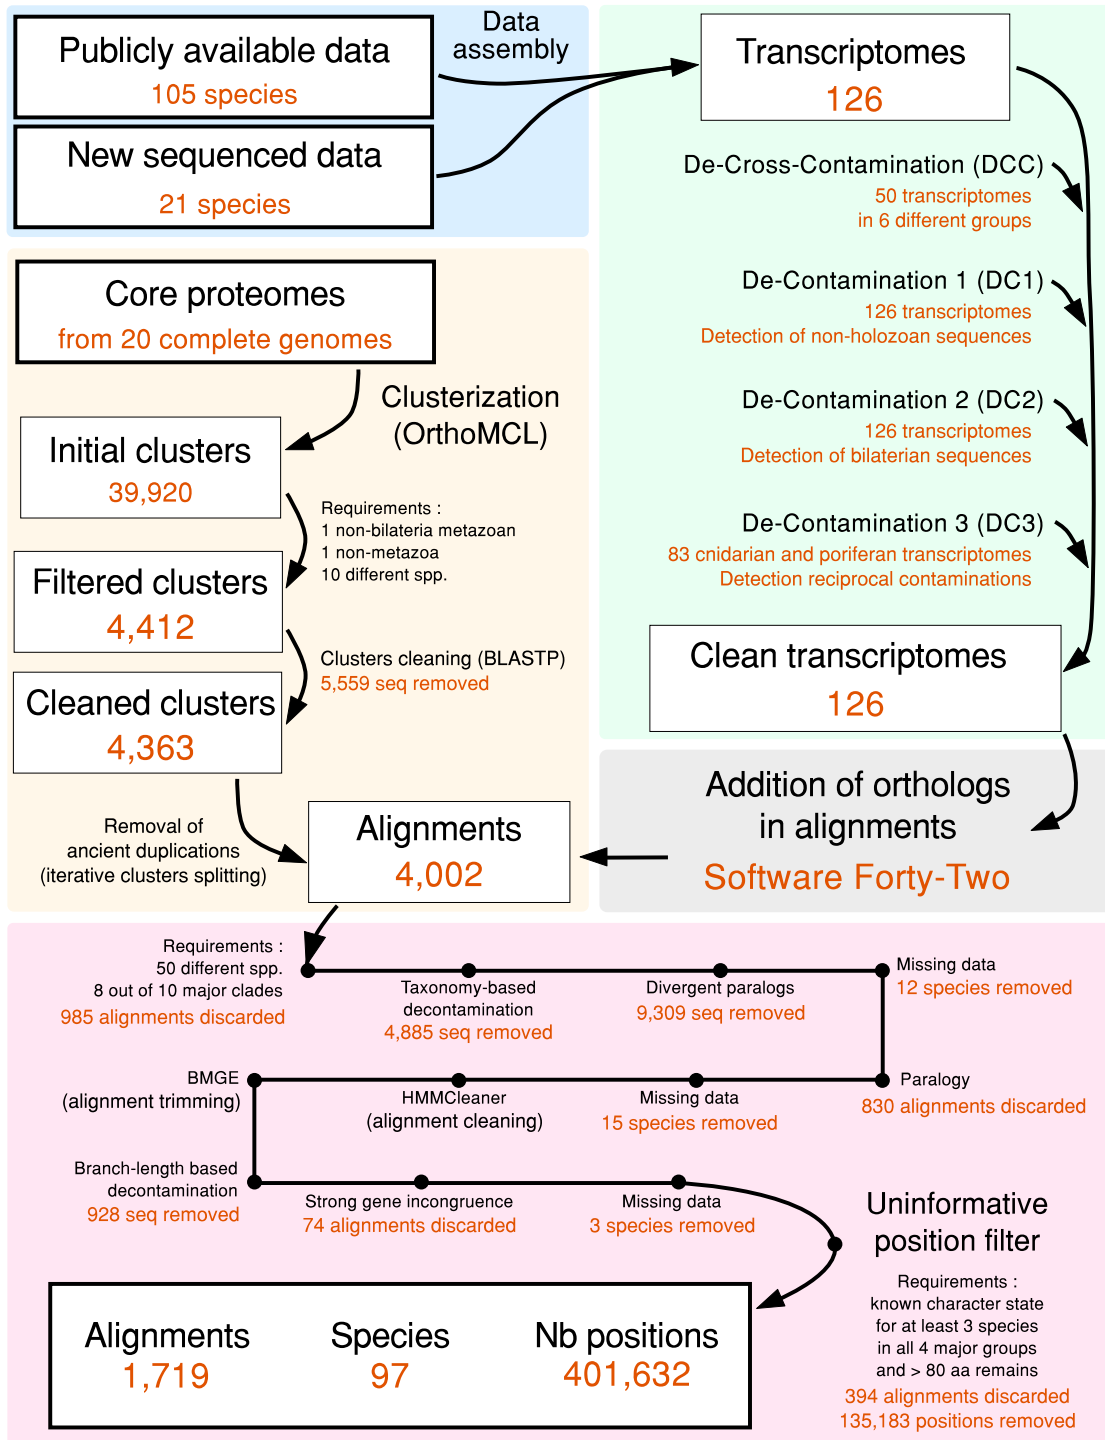 Publicly available data
105 species
New sequenced data
21 species
Data
assembly
Transcriptomes
126
De-Cross-Contamination (DCC)
50 transcriptomes
in 6 different groups
De-Contamination 1 (DC1)
126 transcriptomes
Detection of non-holozoan sequences
De-Contamination 2 (DC2)
126 transcriptomes
Detection of bilaterian sequences
De-Contamination 3 (DC3)
83 cnidarian and poriferan transcriptomes
Detection reciprocal contaminations
Clean transcriptomes
126
Core proteomes
from 20 complete genomes
Clusterization
(OrthoMCL)
Initial clusters
39,920
Requirements :
1 non-bilateria metazoan
1 non-metazoa
10 different spp.
Filtered clusters
4,412
Clusters cleaning (BLASTP)
5,559 seq removed
Cleaned clusters
4,363
Removal of
ancient duplications
(iterative clusters splitting)
Alignments
4,002
Addition of orthologs
in alignments
Software Forty-Two
Requirements :
50 different spp.
8 out of 10 major clades
985 alignments discarded
Taxonomy-based
decontamination
4,885 seq removed
Divergent paralogs
9,309 seq removed
Missing data
12 species removed
Paralogy
830 alignments discarded
Missing data
15 species removed
HMMCleaner
(alignment cleaning)
BMGE
(alignment trimming)
Branch-length based
decontamination
928 seq removed
Strong gene incongruence
74 alignments discarded
Missing data
3 species removed
Uninformative
position filter
Requirements :
known character state
for at least 3 species
in all 4 major groups
and > 80 aa remains
394 alignments discarded
135,183 positions removed
Alignments
1,719
Species
97
Nb positions
401,632